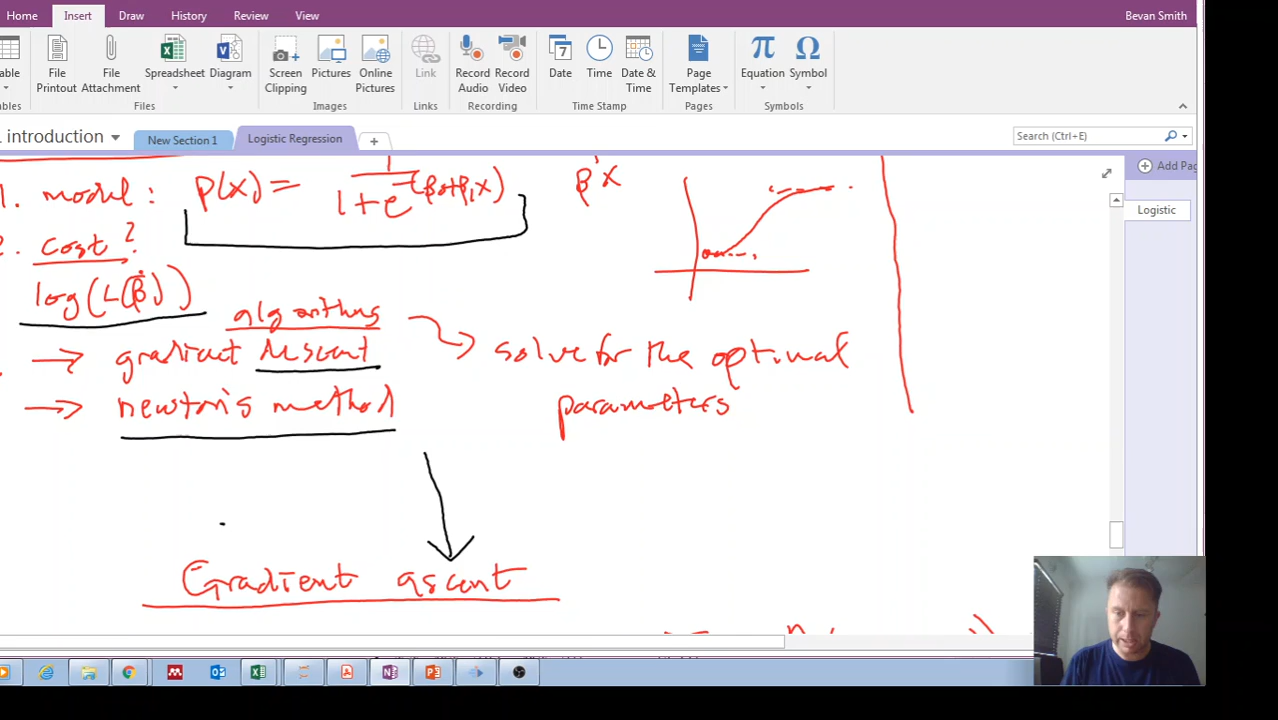 Home Insert Draw History Review View Bevan Smith
File Printout File Attachment Spreadsheet Diagram Screen Clipping Pictures Online Pictures Link Record Audio Record Video Date Time Date & Time Page Templates Equation Symbol
Files Images Links Recording Time Stamp Pages Symbols
introduction New Section 1 Logistic Regression + Search (Ctrl+E)
Add Pag
Logistic
1. model : p(x) = 1 / 1 + e^-(β0+β1x) β'x
2. cost?
log(L(β))
algorithms
→ gradient descent → solve for the optimal
→ newton's method parameters
Gradient ascent